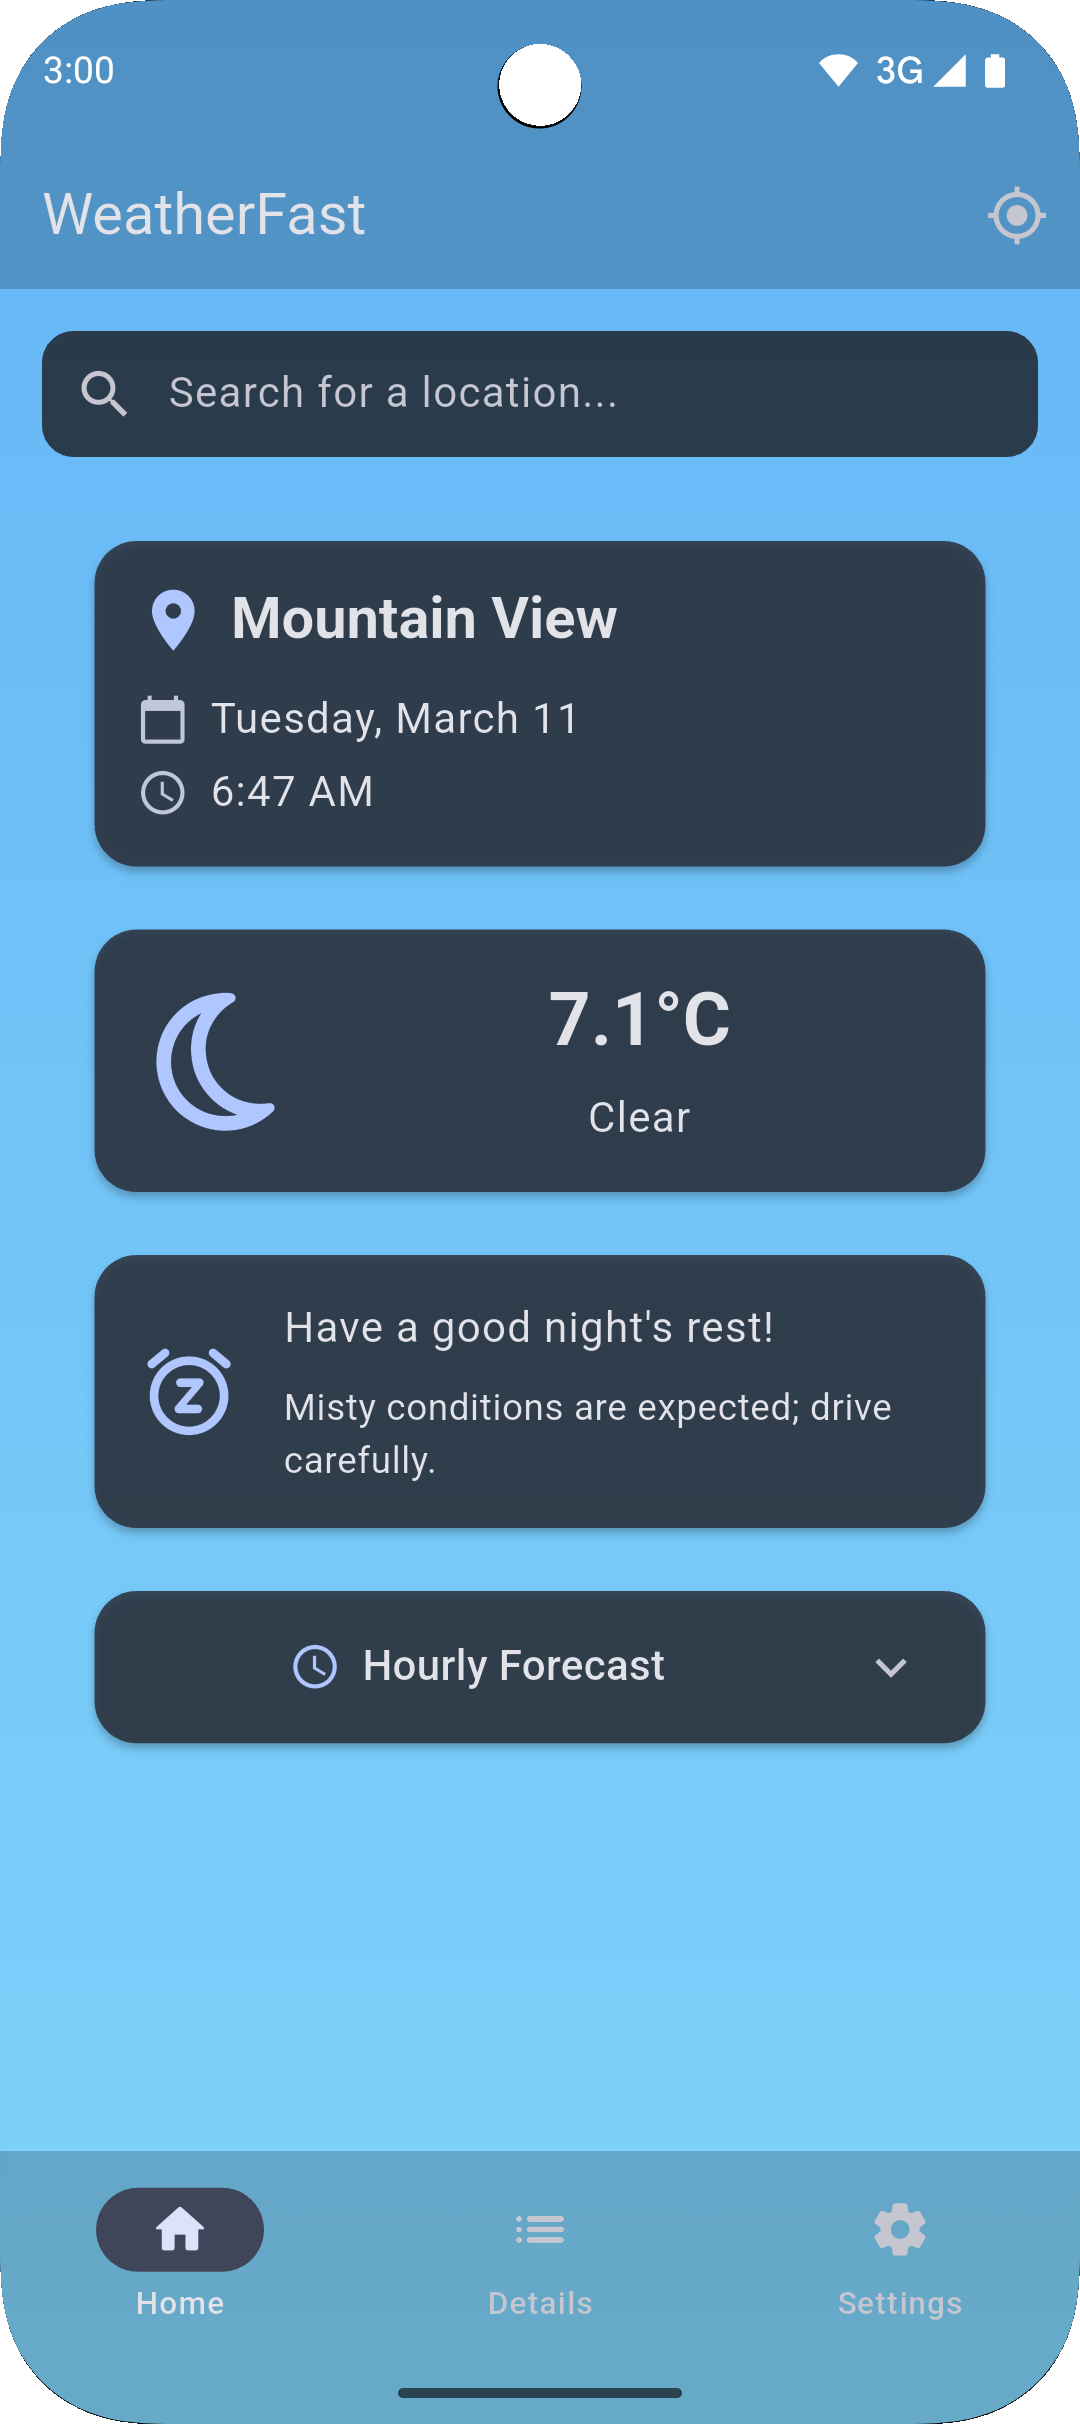 3:00
3G
WeatherFast
Search for a location...
Mountain View
Tuesday, March 11
6:47 AM
7.1°C
Clear
Have a good night's rest!
Misty conditions are expected; drive
carefully.
Hourly Forecast
Home
Details
Settings